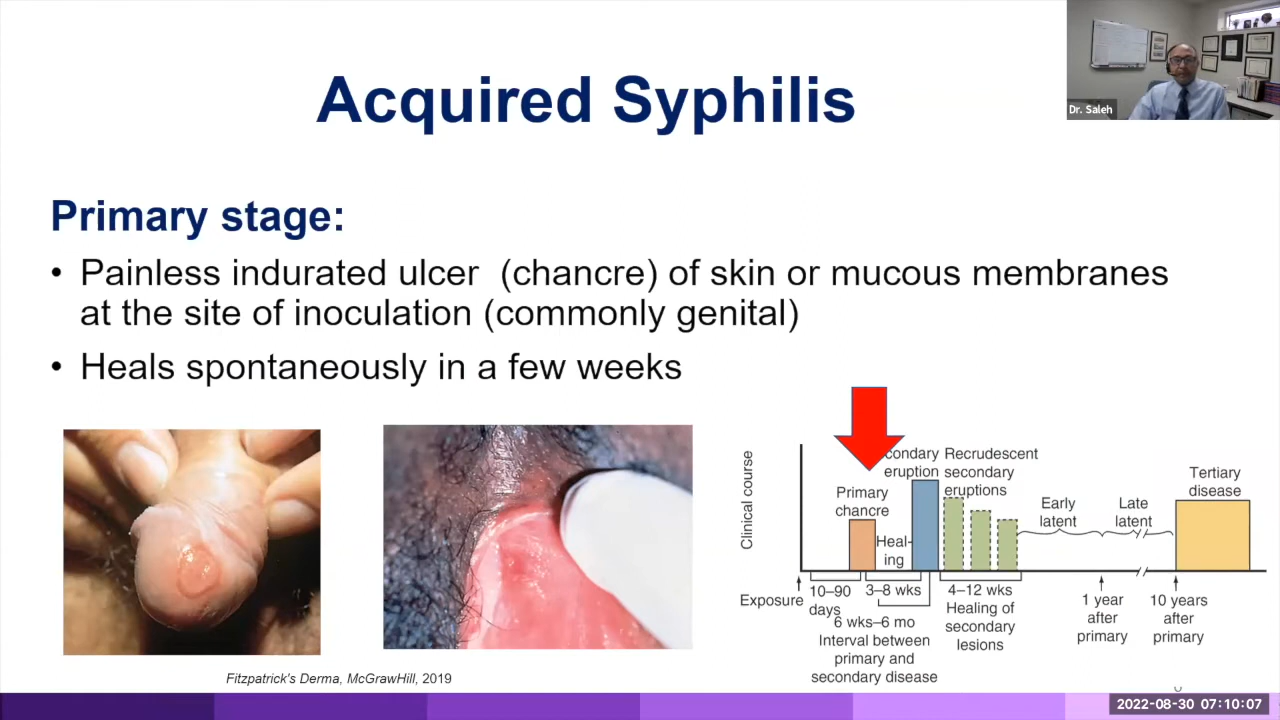 Acquired Syphilis
Dr. Saleh
Primary stage:
• Painless indurated ulcer (chancre) of skin or mucous membranes
at the site of inoculation (commonly genital)
• Heals spontaneously in a few weeks
Clinical course
Primary
chancre
Heal-
ing
condary
eruption
Recrudescent
secondary
eruptions
Early
latent
Late
latent
Tertiary
disease
Exposure
10–90
days
3–8 wks
6 wks–6 mo
Interval between
primary and
secondary disease
4–12 wks
Healing of
secondary
lesions
1 year
after
primary
10 years
after
primary
Fitzpatrick's Derma, McGrawHill, 2019
2022-08-30 07:10:07